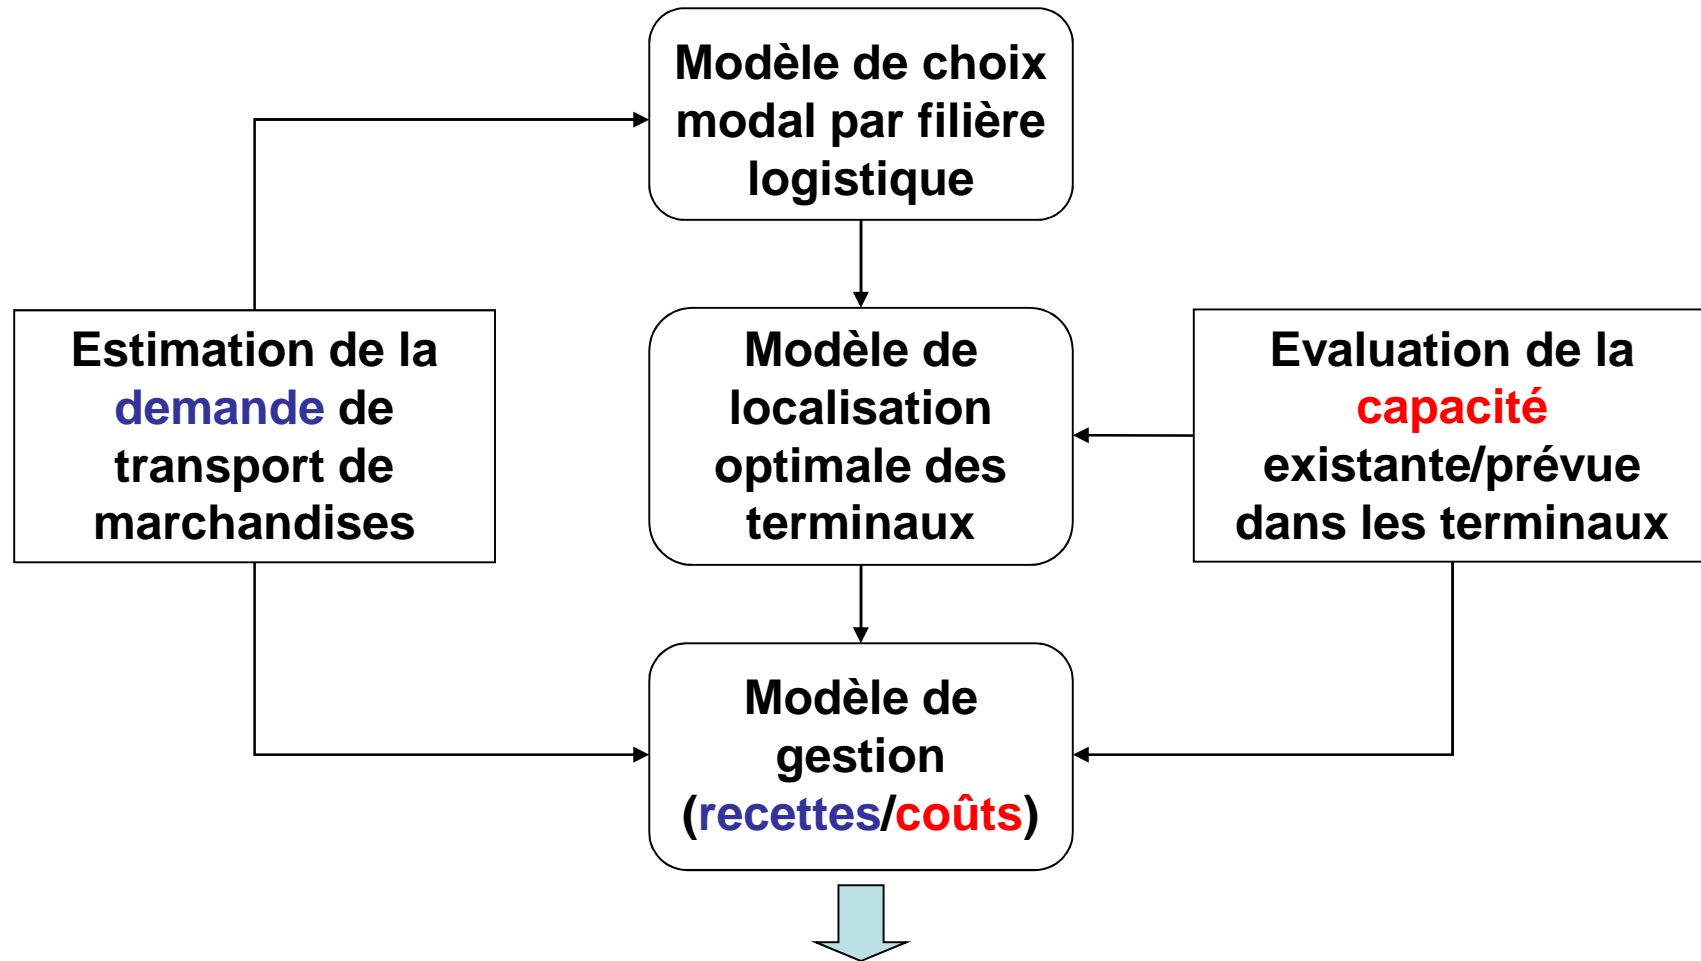 Modèle de choix
modal par filière
logistique
Estimation de la
demande de
transport de
marchandises
Modèle de
localisation
optimale des
terminaux
Evaluation de la
capacité
existante/prévue
dans les terminaux
Modèle de
gestion
(recettes/coûts)